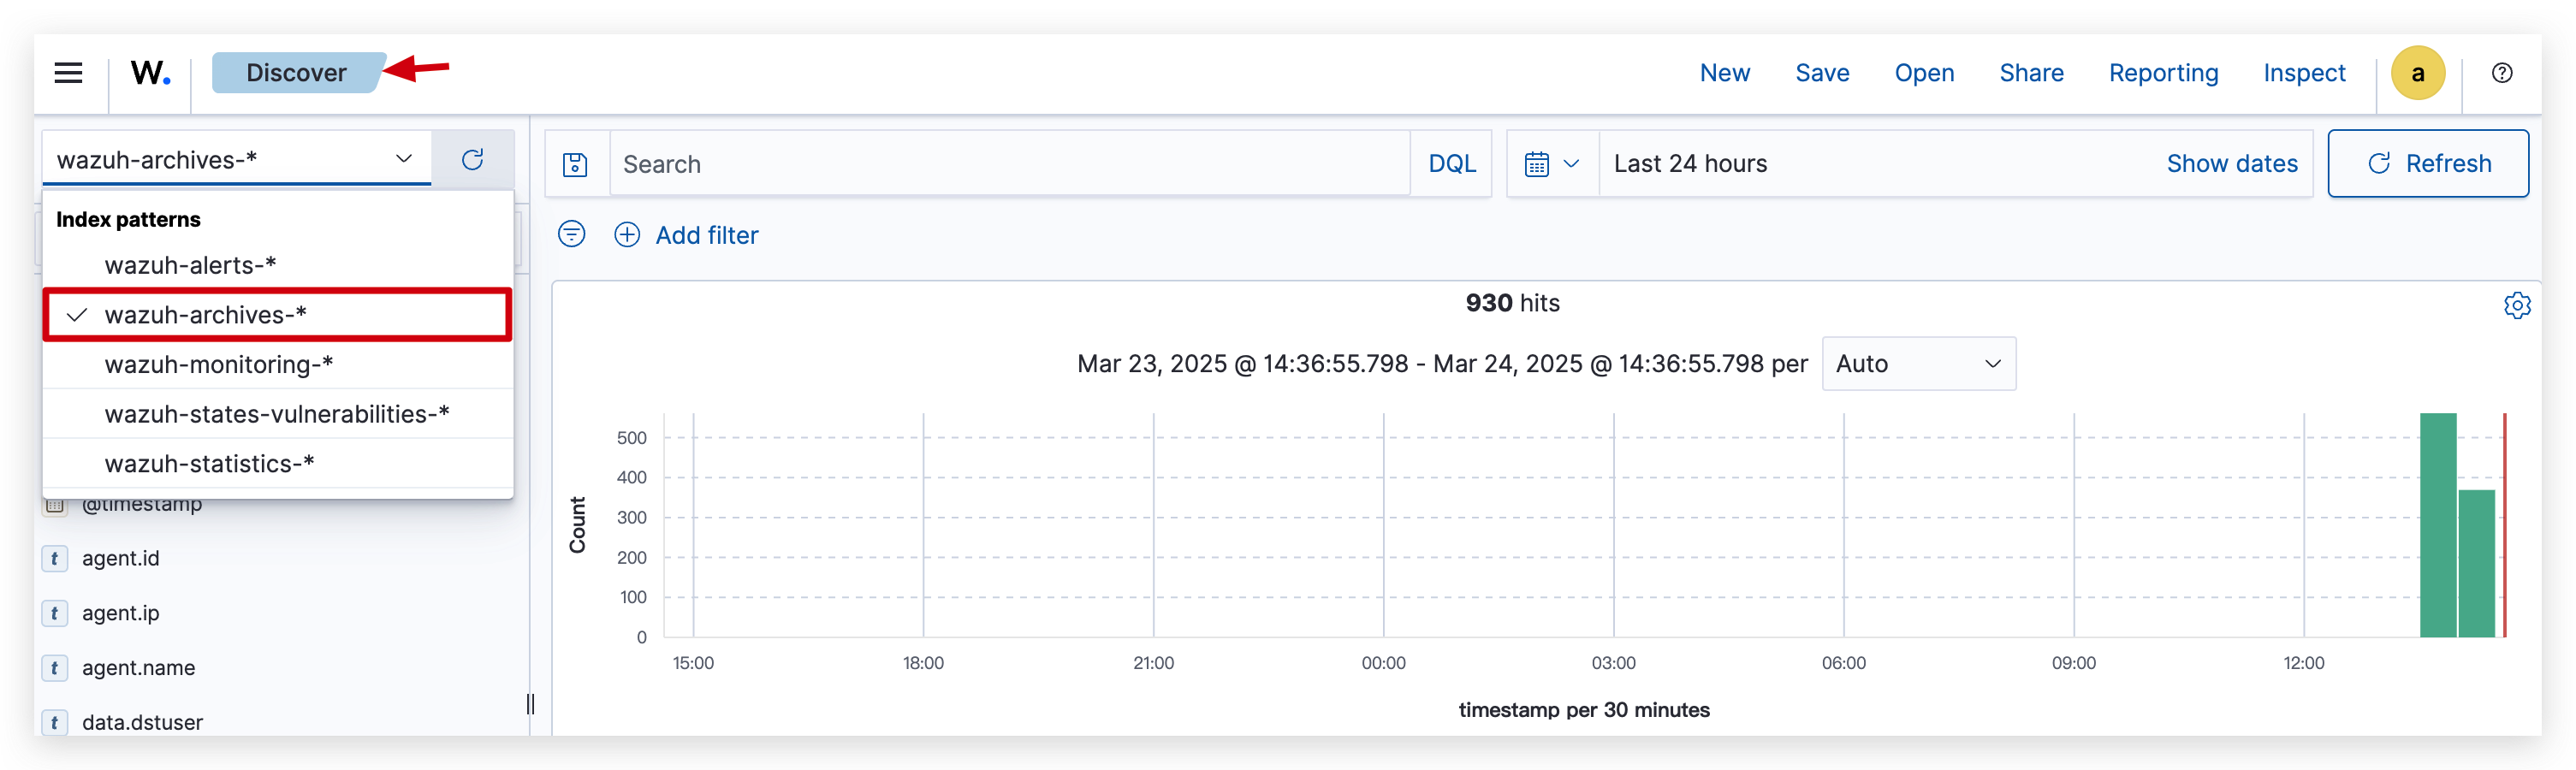 W. Discover New Save Open Share Reporting Inspect a ?
wazuh-archives-* Search DQL Last 24 hours Show dates Refresh
Index patterns
wazuh-alerts-*
wazuh-archives-*
wazuh-monitoring-*
wazuh-states-vulnerabilities-*
wazuh-statistics-*
@timestamp
t agent.id
t agent.ip
t agent.name
t data.dstuser
Add filter
930 hits
Mar 23, 2025 @ 14:36:55.798 - Mar 24, 2025 @ 14:36:55.798 per Auto
Count
500
400
300
200
100
0
15:00 18:00 21:00 00:00 03:00 06:00 09:00 12:00
timestamp per 30 minutes